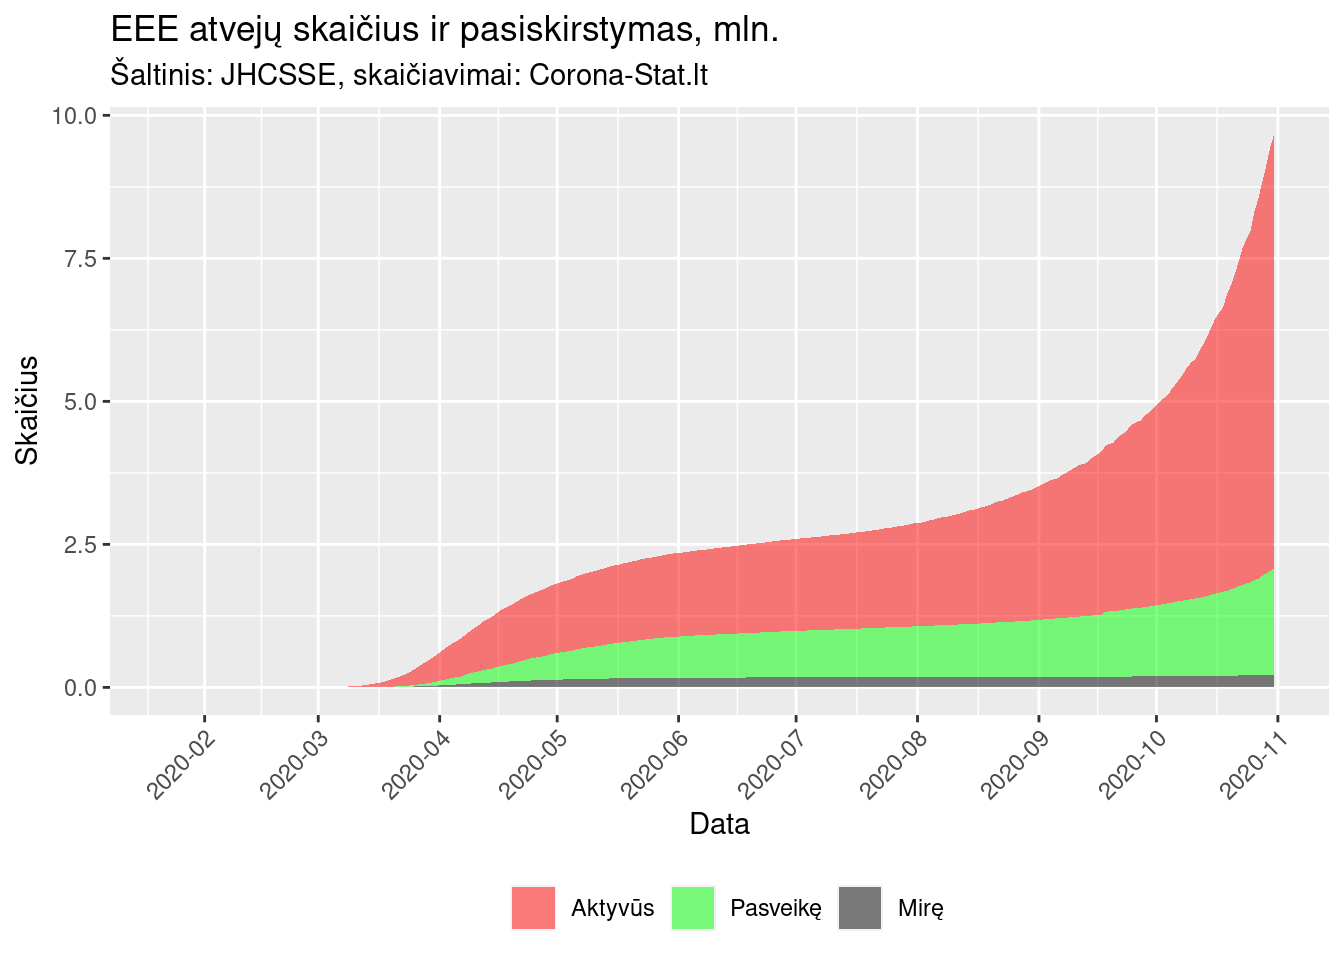 EEE atvejų skaičius ir pasiskirstymas, mln.
Šaltinis: JHCSSE, skaičiavimai: Corona-Stat.lt
Skaičius
10.0
7.5
5.0
2.5
0.0
2020-02
2020-03
2020-04
2020-05
2020-06
2020-07
2020-08
2020-09
2020-10
2020-11
Data
Aktyvūs
Pasveikę
Mirę